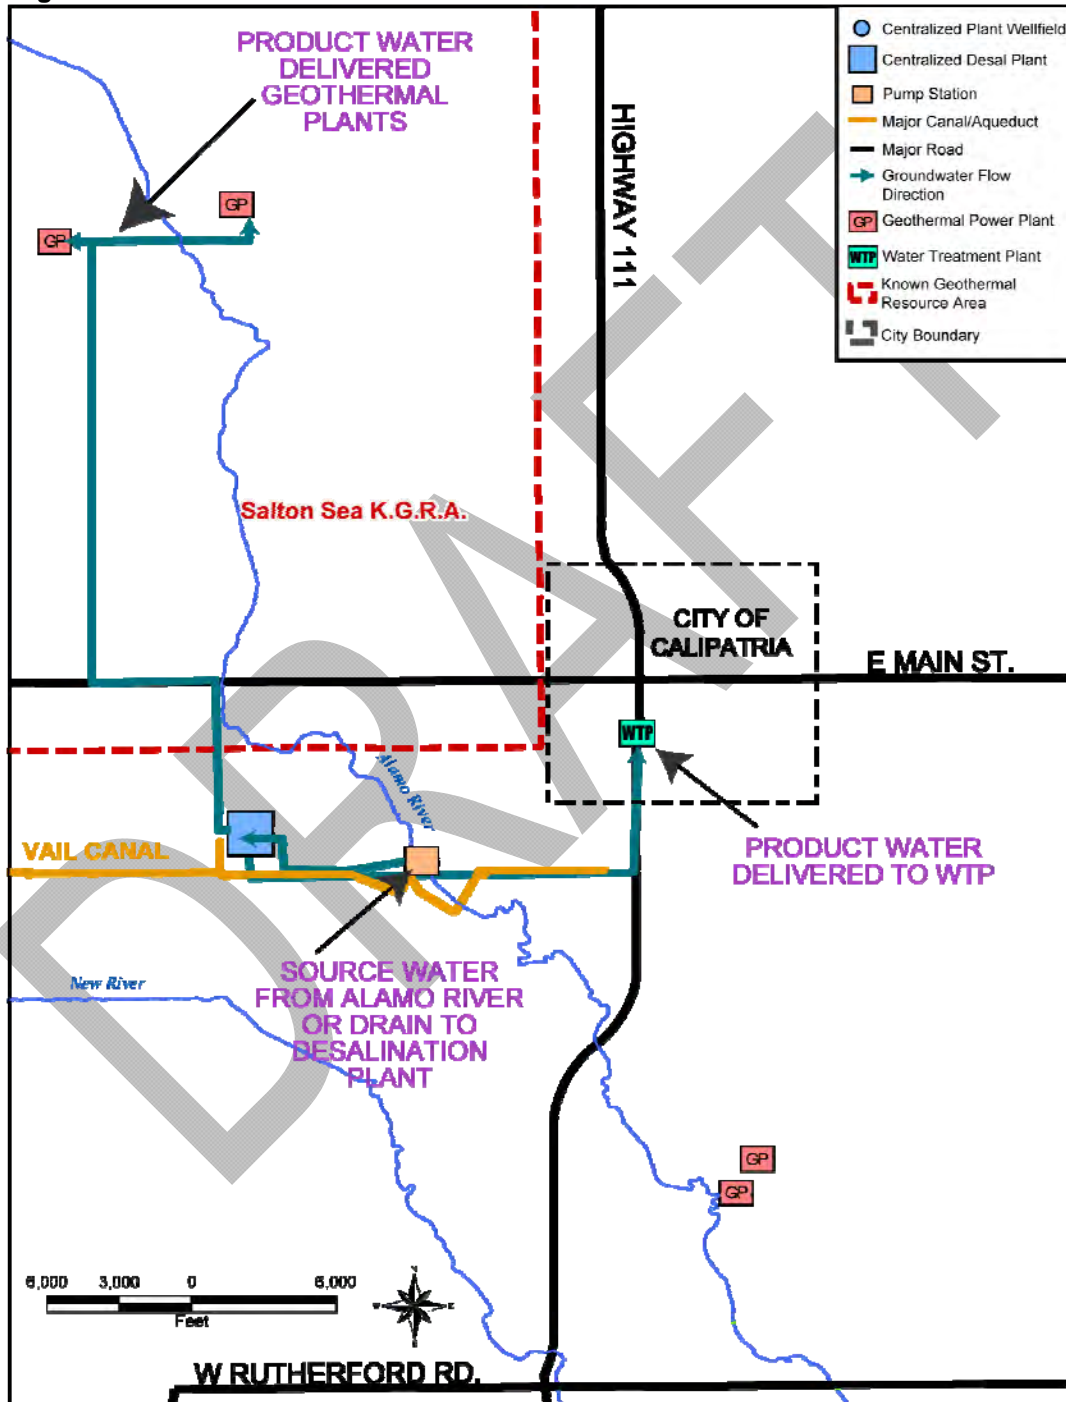 PRODUCT WATER
DELIVERED
GEOTHERMAL
PLANTS
HIGHWAY 111
Centralized Plant Wellfield
Centralized Desal Plant
Pump Station
Major Canal/Aqueduct
Major Road
Groundwater Flow
Direction
GP Geothermal Power Plant
WTP Water Treatment Plant
Known Geothermal
Resource Area
City Boundary
GP
GP
Salton Sea K.G.R.A.
CITY OF
CALIPATRIA
E MAIN ST.
WTP
Alamo River
VAIL CANAL
PRODUCT WATER
DELIVERED TO WTP
New River
SOURCE WATER
FROM ALAMO RIVER
OR DRAIN TO
DESALINATION
PLANT
GP
GP
6,000 3,000 0 6,000
Feet
N
W E
S
W RUTHERFORD RD.
DRAFT